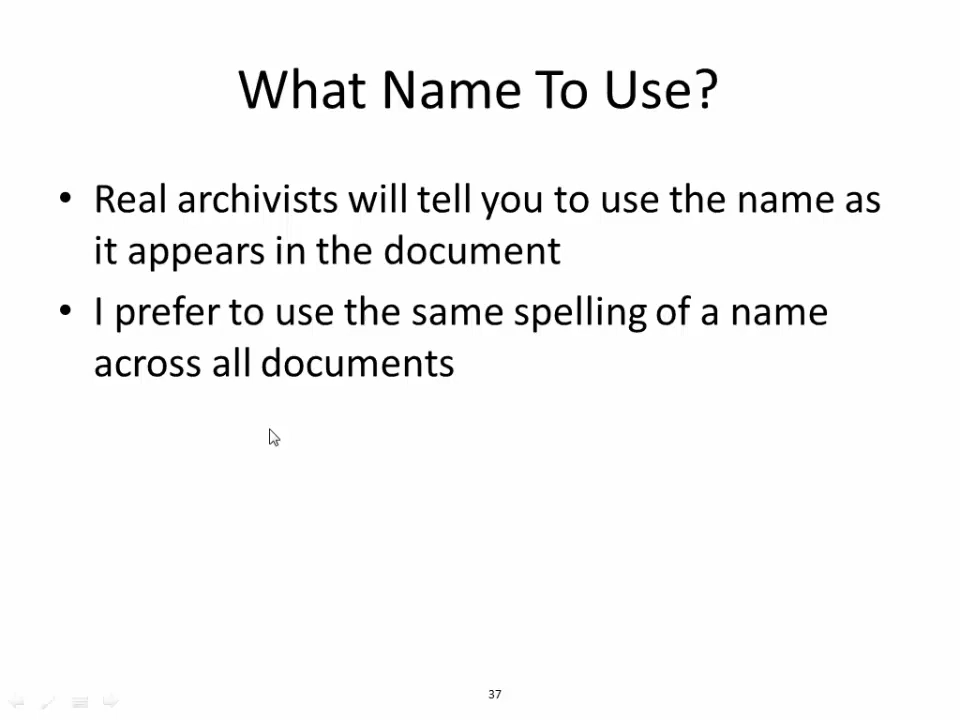 What Name To Use?
• Real archivists will tell you to use the name as
it appears in the document
• I prefer to use the same spelling of a name
across all documents
37